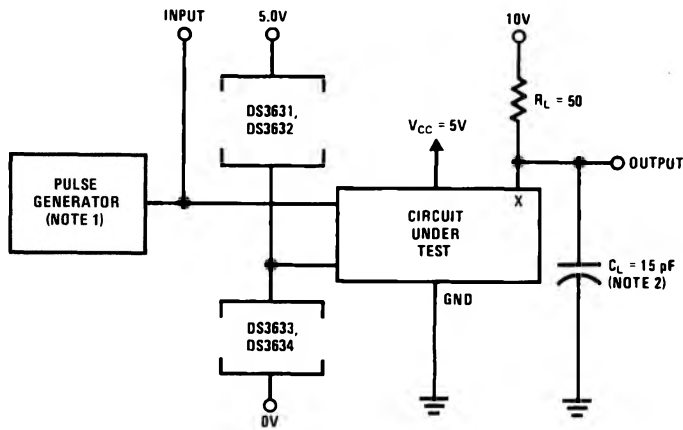 INPUT
5.0V
10V
DS3631,
DS3632
R_L = 50
V_CC = 5V
OUTPUT
PULSE
GENERATOR
(NOTE 1)
X
CIRCUIT
UNDER
TEST
C_L = 15 pF
(NOTE 2)
GND
DS3633,
DS3634
0V